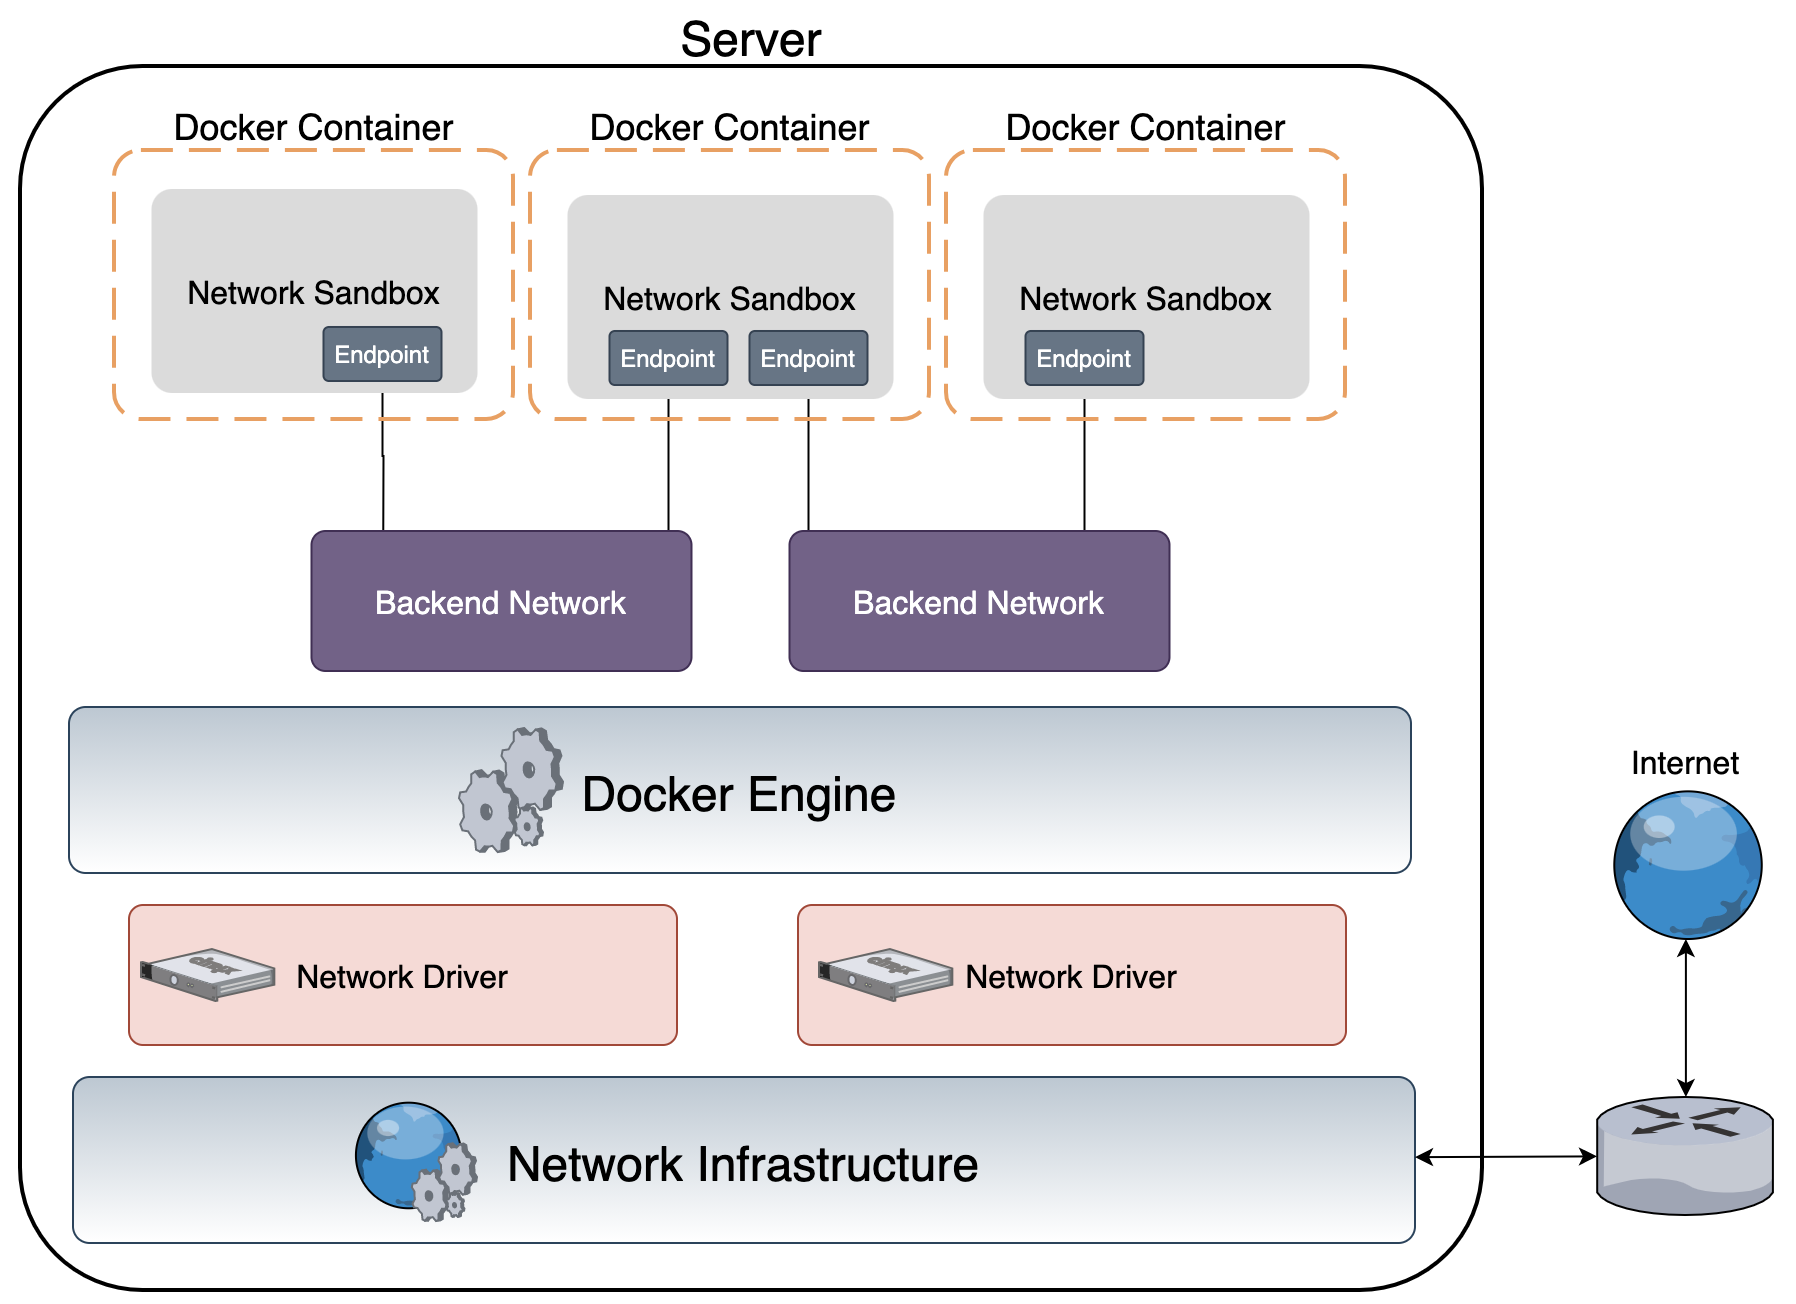 Server
Docker Container
Docker Container
Docker Container
Network Sandbox
Network Sandbox
Network Sandbox
Endpoint
Endpoint
Endpoint
Endpoint
Backend Network
Backend Network
Docker Engine
Internet
Network Driver
Network Driver
Network Infrastructure